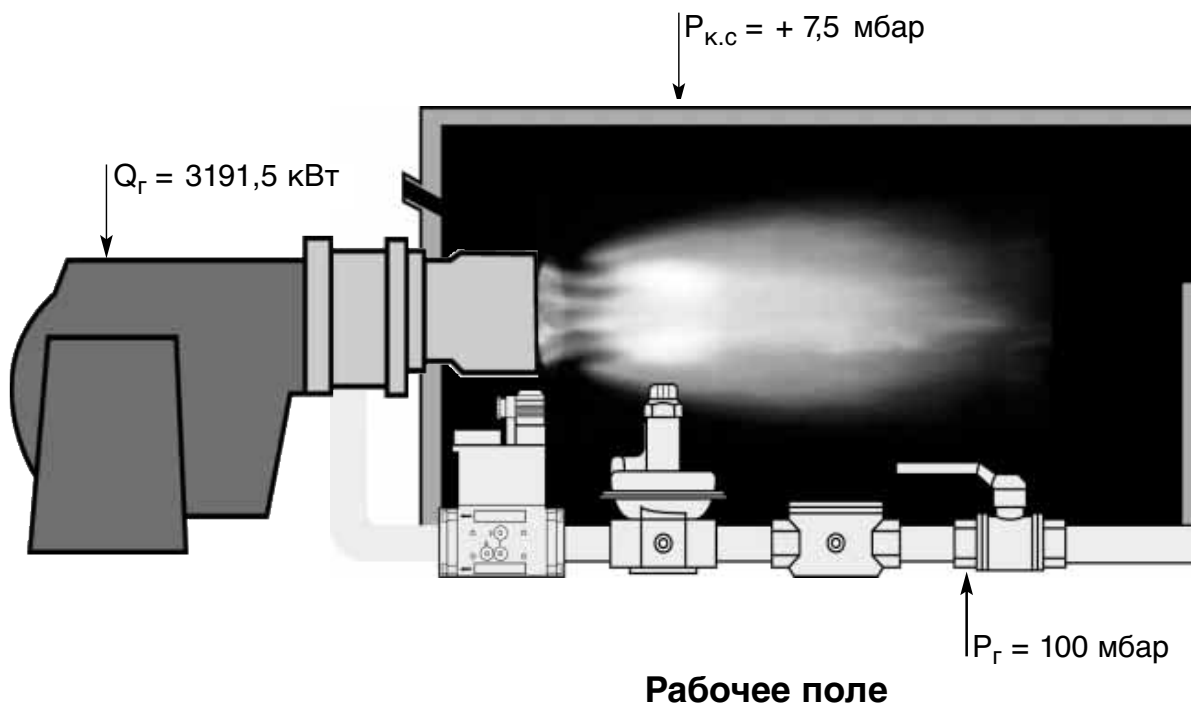 Pк.с = + 7,5 мбар
Qг = 3191,5 кВт
Pг = 100 мбар
Рабочее поле